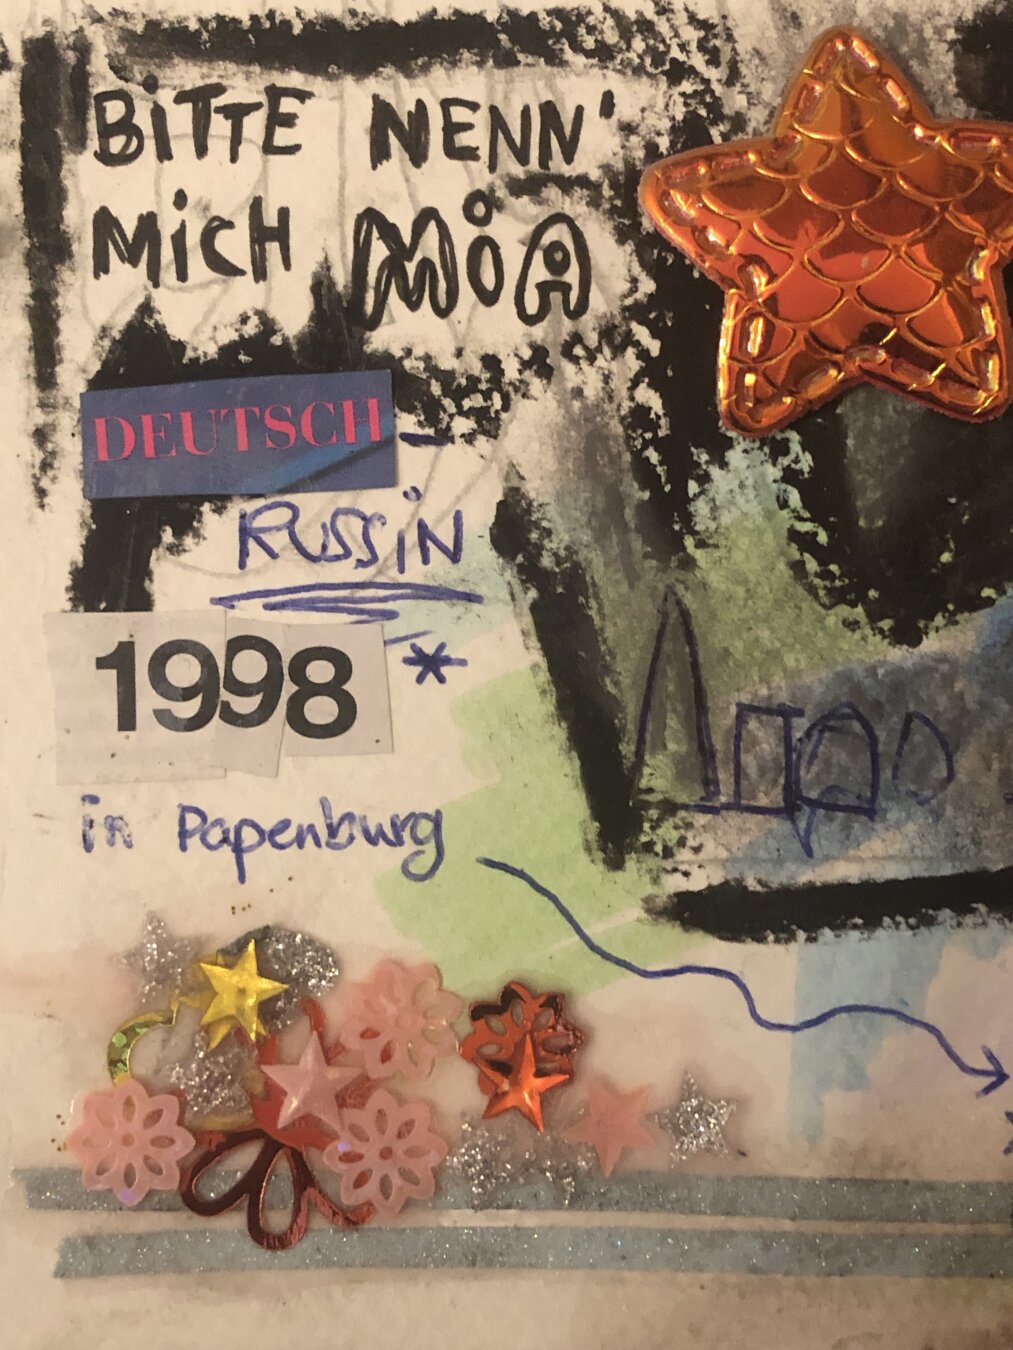 BiTTE NENN'
MiCH MiA
DEUTSCH-
RUSSiN
1998 *
in Papenburg